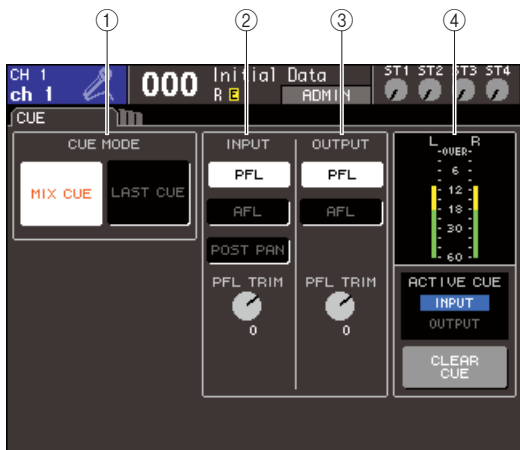 ① ② ③ ④
CH 1
ch 1
000
Initial Data
R E ADMIN
ST1 ST2 ST3 ST4
CUE
CUE MODE
MIX CUE
LAST CUE
INPUT
PFL
AFL
POST PAN
PFL TRIM
0
OUTPUT
PFL
AFL
PFL TRIM
0
L R
-OVER-
6
12
18
30
60
ACTIVE CUE
INPUT
OUTPUT
CLEAR
CUE